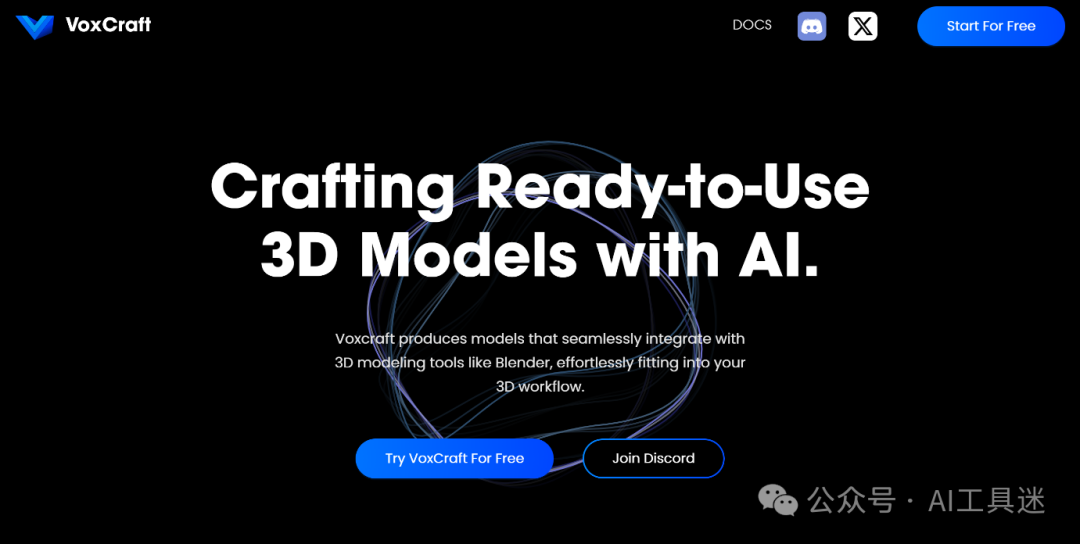 VoxCraft
DOCS
Start For Free
Crafting Ready-to-Use
3D Models with AI.
Voxcraft produces models that seamlessly integrate with
3D modeling tools like Blender, effortlessly fitting into your
3D workflow.
Try VoxCraft For Free
Join Discord
公众号 · AI工具迷